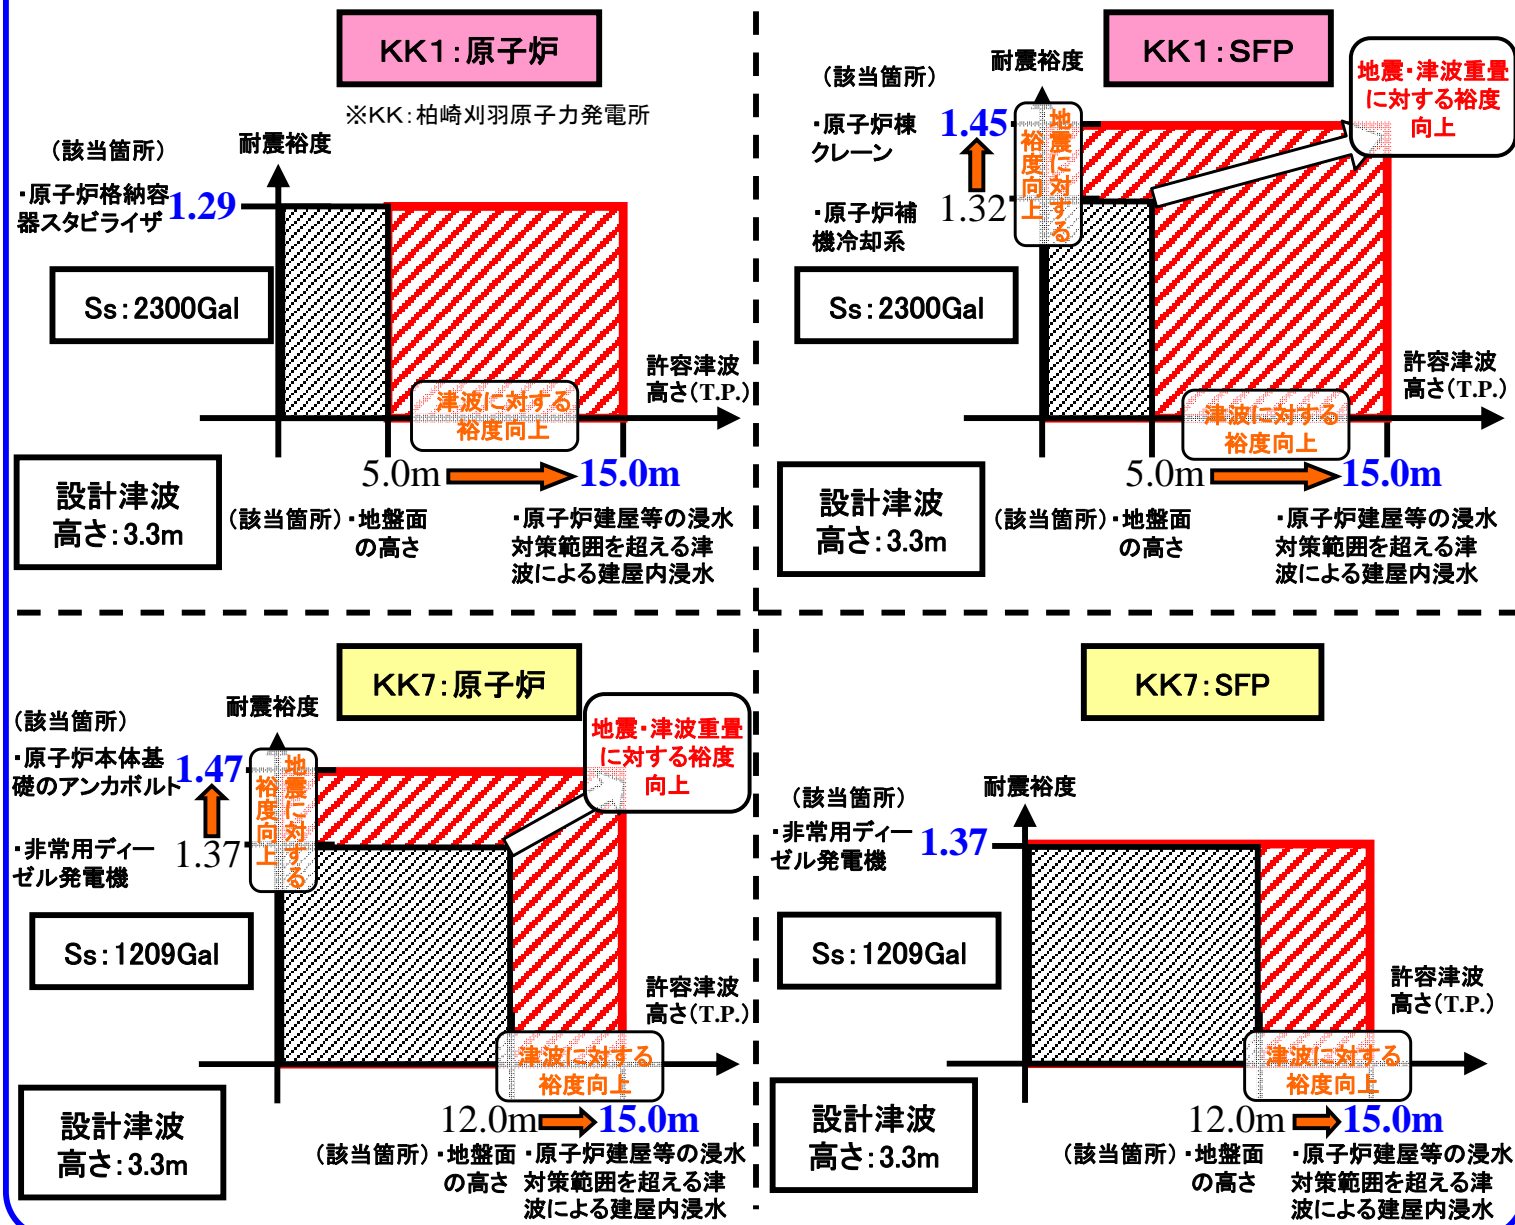 KK1:原子炉
※KK:柏崎刈羽原子力発電所
(該当箇所)
耐震裕度
・原子炉格納容
器スタビライザ
1.29
Ss:2300Gal
許容津波
高さ(T.P.)
津波に対する
裕度向上
5.0m
15.0m
設計津波
高さ:3.3m
(該当箇所)
・地盤面
の高さ
・原子炉建屋等の浸水
対策範囲を超える津
波による建屋内浸水
KK1:SFP
(該当箇所)
耐震裕度
地震・津波重畳
に対する裕度
向上
・原子炉棟
クレーン
1.45
地震に対する
裕度向上
1.32
・原子炉補
機冷却系
Ss:2300Gal
許容津波
高さ(T.P.)
津波に対する
裕度向上
5.0m
15.0m
設計津波
高さ:3.3m
(該当箇所)
・地盤面
の高さ
・原子炉建屋等の浸水
対策範囲を超える津
波による建屋内浸水
KK7:原子炉
(該当箇所)
耐震裕度
地震・津波重畳
に対する裕度
向上
・原子炉本体基
礎のアンカボルト
1.47
地震に対する
裕度向上
1.37
・非常用ディー
ゼル発電機
Ss:1209Gal
許容津波
高さ(T.P.)
津波に対する
裕度向上
12.0m
15.0m
設計津波
高さ:3.3m
(該当箇所)
・地盤面
の高さ
・原子炉建屋等の浸水
対策範囲を超える津
波による建屋内浸水
KK7:SFP
(該当箇所)
耐震裕度
・非常用ディー
ゼル発電機
1.37
Ss:1209Gal
許容津波
高さ(T.P.)
津波に対する
裕度向上
12.0m
15.0m
設計津波
高さ:3.3m
(該当箇所)
・地盤面
の高さ
・原子炉建屋等の浸水
対策範囲を超える津
波による建屋内浸水